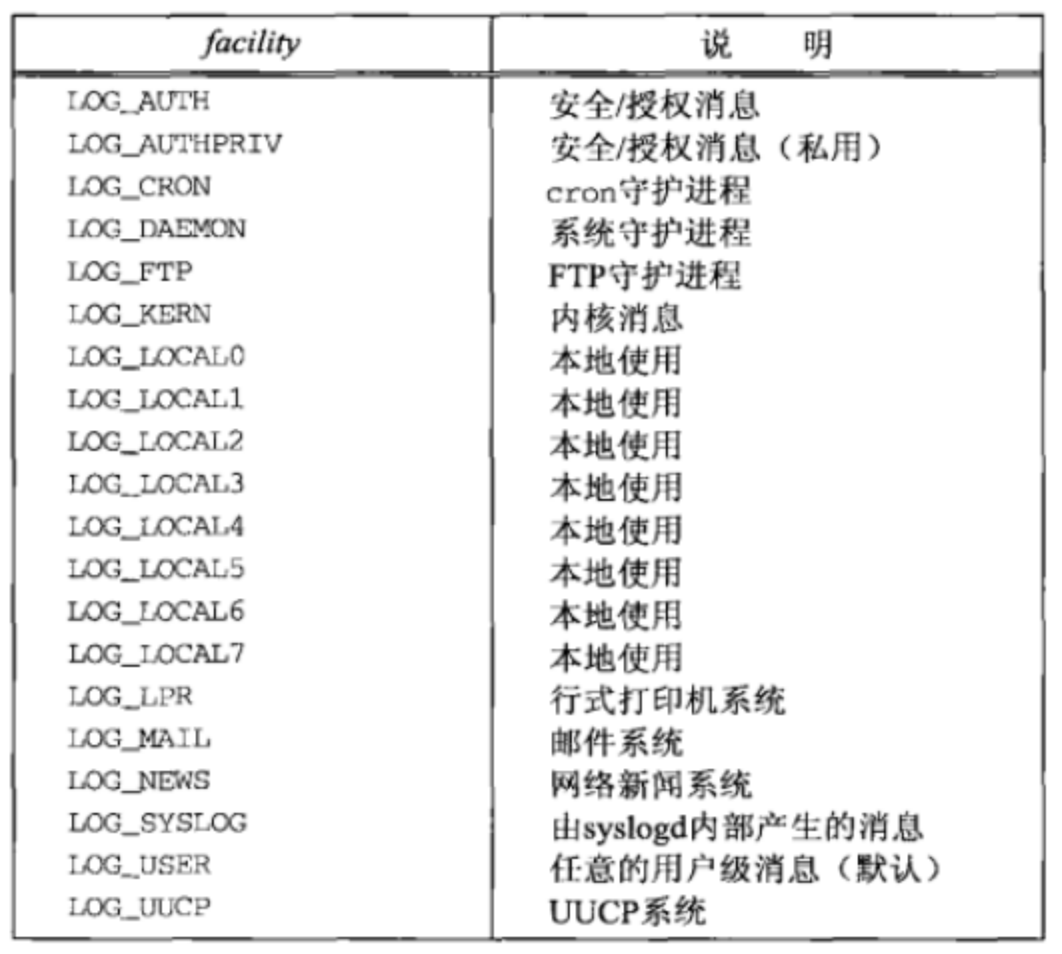 facility 说 明
LOG_AUTH 安全/授权消息
LOG_AUTHPRIV 安全/授权消息（私用）
LOG_CRON cron守护进程
LOG_DAEMON 系统守护进程
LOG_FTP FTP守护进程
LOG_KERN 内核消息
LOG_LOCAL0 本地使用
LOG_LOCAL1 本地使用
LOG_LOCAL2 本地使用
LOG_LOCAL3 本地使用
LOG_LOCAL4 本地使用
LOG_LOCAL5 本地使用
LOG_LOCAL6 本地使用
LOG_LOCAL7 本地使用
LOG_LPR 行式打印机系统
LOG_MAIL 邮件系统
LOG_NEWS 网络新闻系统
LOG_SYSLOG 由syslogd内部产生的消息
LOG_USER 任意的用户级消息（默认）
LOG_UUCP UUCP系统